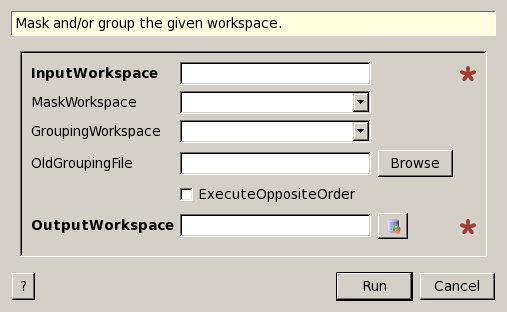 Mask and/or group the given workspace.
InputWorkspace
MaskWorkspace
GroupingWorkspace
OldGroupingFile Browse
ExecuteOppositeOrder
OutputWorkspace
? Run Cancel